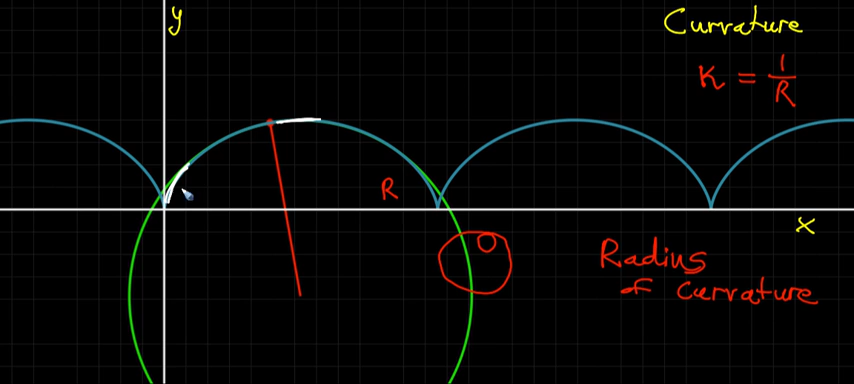 y
Curvature
K = 1/R
R
x
Radius
of Curvature